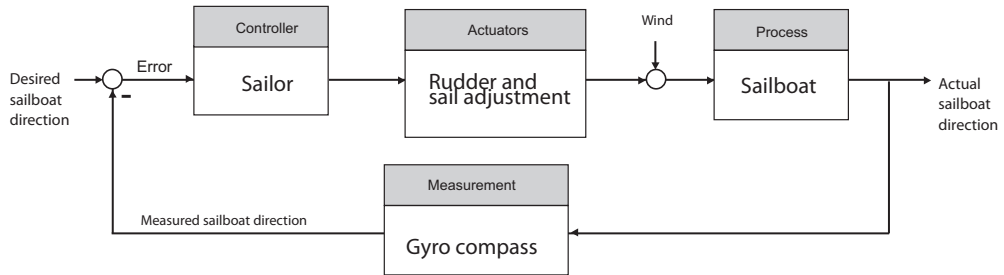 Controller
Actuators
Wind
Process
Desired
sailboat
direction
Error
-
Sailor
Rudder and
sail adjustment
Sailboat
Actual
sailboat
direction
Measurement
Measured sailboat direction
Gyro compass